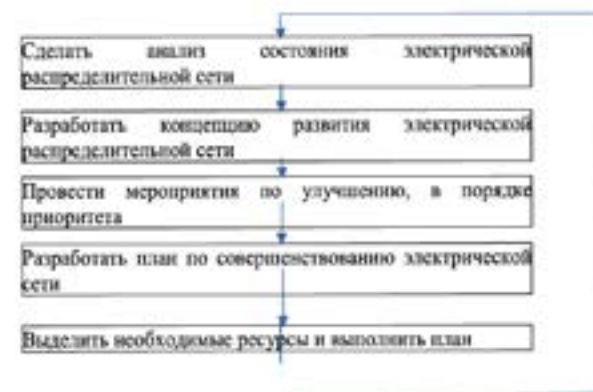 Сделать анализ состояния электрической
распределительной сети
Разработать концепцию развития электрической
распределительной сети
Провести мероприятия по улучшению, в порядке
приоритета
Разработать план по совершенствованию электрической
сети
Выделить необходимые ресурсы и выполнить план